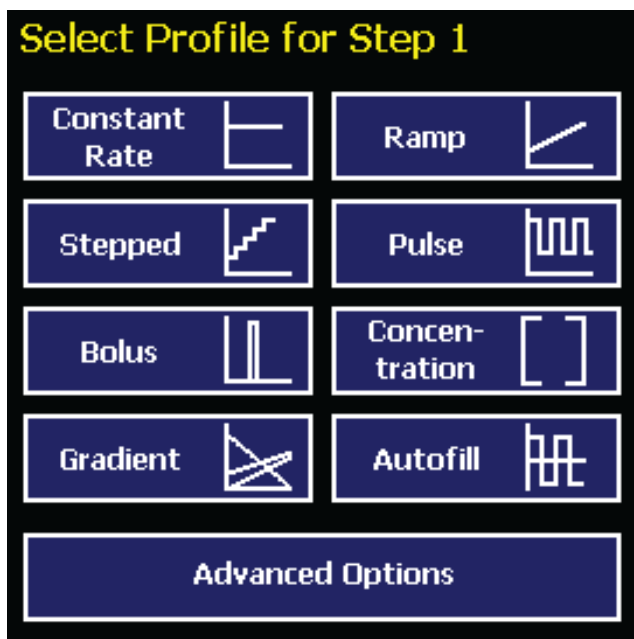 Select Profile for Step 1
Constant
Rate
Ramp
Stepped
Pulse
Bolus
Concen-
tration
Gradient
Autofill
Advanced Options